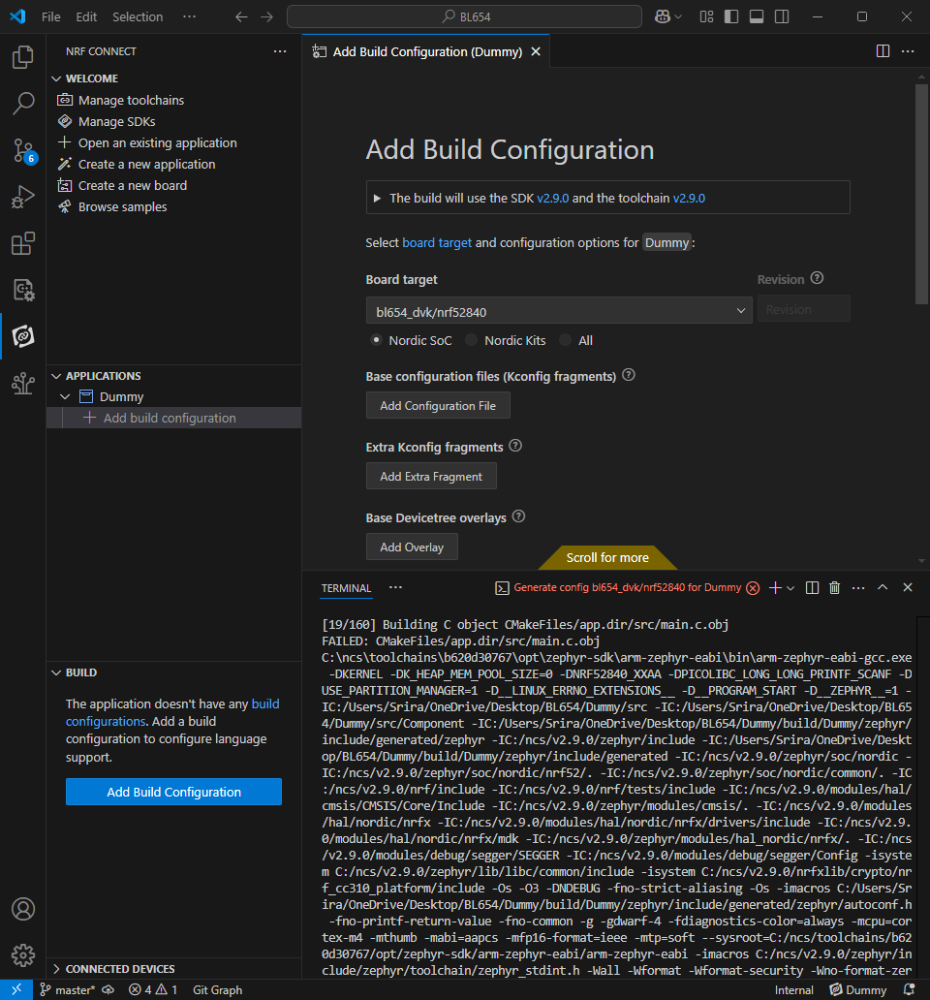 File Edit Selection ··· BL654
NRF CONNECT ···
WELCOME
Manage toolchains
Manage SDKs
Open an existing application
Create a new application
Create a new board
Browse samples
6
APPLICATIONS
Dummy
Add build configuration
BUILD
The application doesn't have any build
configurations. Add a build
configuration to configure language
support.
Add Build Configuration
CONNECTED DEVICES
Add Build Configuration (Dummy)
Add Build Configuration
The build will use the SDK v2.9.0 and the toolchain v2.9.0
Select board target and configuration options for Dummy:
Board target Revision
bl654_dvk/nrf52840 Revision
Nordic SoC Nordic Kits All
Base configuration files (Kconfig fragments)
Add Configuration File
Extra Kconfig fragments
Add Extra Fragment
Base Devicetree overlays
Add Overlay
Scroll for more
TERMINAL ··· Generate config bl654_dvk/nrf52840 for Dummy
[19/160] Building C object CMakeFiles/app.dir/src/main.c.obj
FAILED: CMakeFiles/app.dir/src/main.c.obj
C:\ncs\toolchains\b620d30767\opt\zephyr-sdk\arm-zephyr-eabi\bin\arm-zephyr-eabi-gcc.exe
-DKERNEL -DK_HEAP_MEM_POOL_SIZE=0 -DNRF52840_XXAA -DPICOLIBC_LONG_LONG_PRINTF_SCANF -D
USE_PARTITION_MANAGER=1 -D__LINUX_ERRNO_EXTENSIONS__ -D__PROGRAM_START -D__ZEPHYR__=1 -
IC:/Users/Srira/OneDrive/Desktop/BL654/Dummy/src -IC:/Users/Srira/OneDrive/Desktop/BL65
4/Dummy/src/Component -IC:/Users/Srira/OneDrive/Desktop/BL654/Dummy/build/Dummy/zephyr/
include/generated/zephyr -IC:/ncs/v2.9.0/zephyr/include -IC:/Users/Srira/OneDrive/Deskt
op/BL654/Dummy/build/Dummy/zephyr/include/generated -IC:/ncs/v2.9.0/zephyr/soc/nordic -
IC:/ncs/v2.9.0/zephyr/soc/nordic/nrf52/. -IC:/ncs/v2.9.0/zephyr/soc/nordic/common/. -IC
:/ncs/v2.9.0/nrf/include -IC:/ncs/v2.9.0/nrf/tests/include -IC:/ncs/v2.9.0/modules/hal/
cmsis/CMSIS/Core/Include -IC:/ncs/v2.9.0/zephyr/modules/cmsis/. -IC:/ncs/v2.9.0/modules
/hal/nordic/nrfx -IC:/ncs/v2.9.0/modules/hal/nordic/nrfx/drivers/include -IC:/ncs/v2.9.
0/modules/hal/nordic/nrfx/mdk -IC:/ncs/v2.9.0/zephyr/modules/hal_nordic/nrfx/. -IC:/ncs
/v2.9.0/modules/debug/segger/SEGGER -IC:/ncs/v2.9.0/modules/debug/segger/Config -isyste
m C:/ncs/v2.9.0/zephyr/lib/libc/common/include -isystem C:/ncs/v2.9.0/nrfxlib/crypto/nr
f_cc310_platform/include -Os -O3 -DNDEBUG -fno-strict-aliasing -Os -imacros C:/Users/Sr
ira/OneDrive/Desktop/BL654/Dummy/build/Dummy/zephyr/include/generated/zephyr/autoconf.h
-fno-printf-return-value -fno-common -g -gdwarf-4 -fdiagnostics-color=always -mcpu=cor
tex-m4 -mthumb -mabi=aapcs -mfp16-format=ieee -mtp=soft --sysroot=C:/ncs/toolchains/b62
0d30767/opt/zephyr-sdk/arm-zephyr-eabi/arm-zephyr-eabi -imacros C:/ncs/v2.9.0/zephyr/in
clude/zephyr/toolchain/zephyr_stdint.h -Wall -Wformat -Wformat-security -Wno-format-zer
master* 4 1 Git Graph Internal Dummy